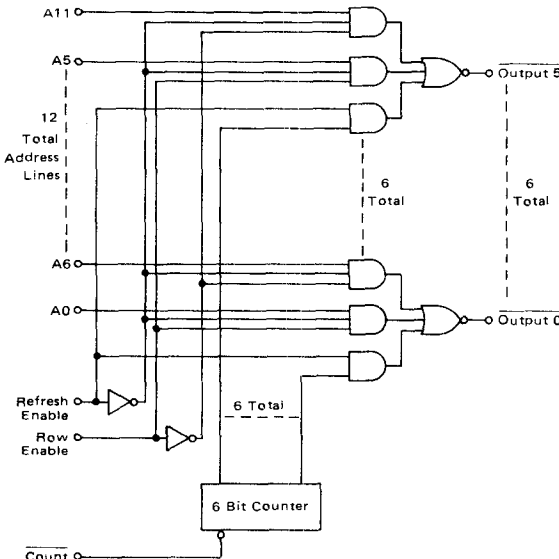 A11
A5
12
Total
Address
Lines
A6
A0
Refresh
Enable
Row
Enable
Count
6
Total
6 Total
6 Bit Counter
Output 5
6
Total
Output 0